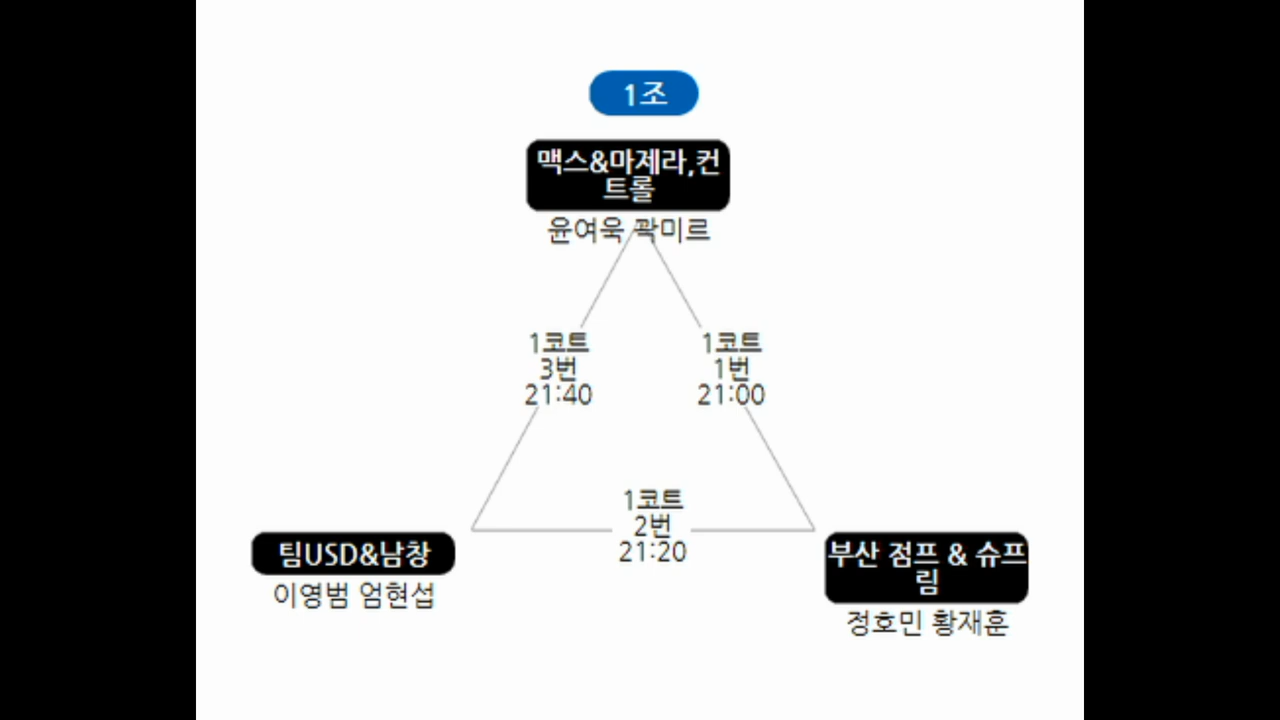 1조
맥스&마제라,컨
트롤
윤여욱 곽미르
1코트
3번
21:40
1코트
1번
21:00
1코트
2번
21:20
팀USD&남창
이영범 엄현섭
부산 점프 & 슈프
림
정호민 황재훈